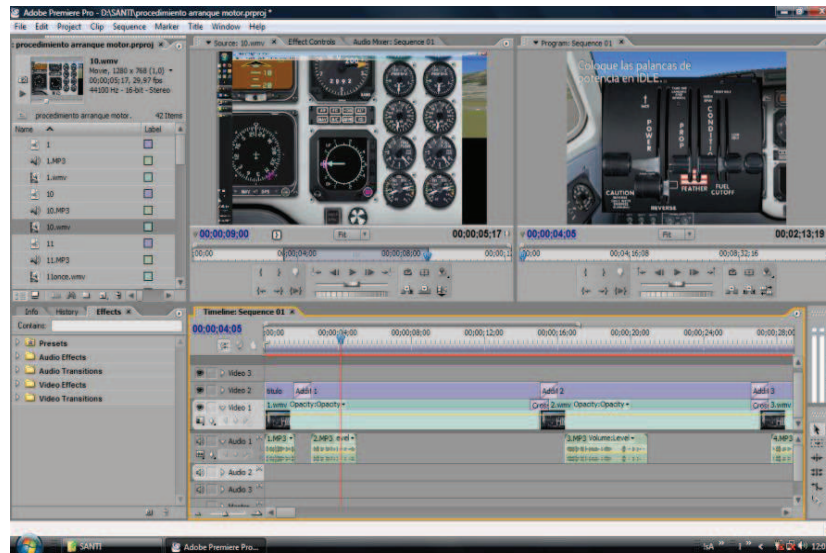 Adobe Premiere Pro - D:\SANTI\procedimiento arranque motor.prproj *
File Edit Project Clip Sequence Marker Title Window Help
procedimiento arranque motor.prproj
10.wmv
Movie, 1280 x 768 (1,0)
00;00;05;17, 29,97 fps
44100 Hz - 16-bit - Stereo
procedimiento arranque motor. 42 Items
Name Label
1
1.MP3
1.wmv
10
10.MP3
10.wmv
11
11.MP3
11once.wmv
Source: 10.wmv Effect Controls Audio Mixer: Sequence 01
00;00;09;00 Fit 00;00;05;17
00;00 00;00;04;00 00;00;08;00
Program: Sequence 01
Coloque las palancas de
potencia en IDLE..
POWER
PROP
CONDITION
CAUTION
FEATHER
FUEL
CUTOFF
REVERSE
00;00;04;05 Fit 00;02;13;19
00;00 00;04;16;08 00;08;32;16
Info History Effects
Contains:
Presets
Audio Effects
Audio Transitions
Video Effects
Video Transitions
Timeline: Sequence 01
00;00;04;05
00;00 00;00;04;00 00;00;08;00 00;00;12;00 00;00;16;00 00;00;20;00 00;00;24;00 00;00;28;00
Video 3
Video 2 titulo Addit 1 Addit 2 Addit 3
Video 1 1.wmv Opacity:Opacity Cross 2.wmv Opacity:Opacity Cross 3.wmv
Audio 1 1.MP3 2.MP3 evel 3.MP3 Volume:Level 4.MP3
Audio 2
Audio 3
Master
SANTI Adobe Premiere Pro... 12:0